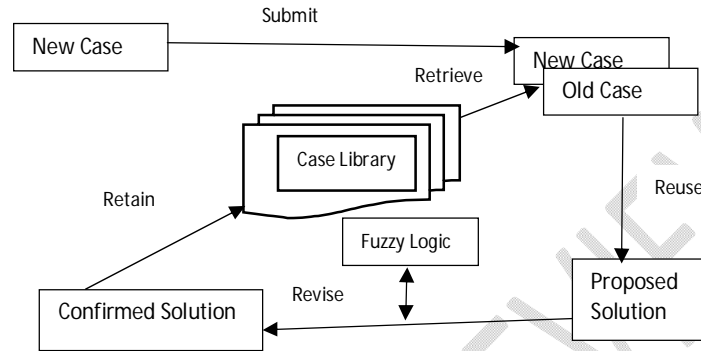 Submit
New Case
New Case
Retrieve
Old Case
Case Library
Reuse
Retain
Fuzzy Logic
Proposed
Solution
Revise
Confirmed Solution